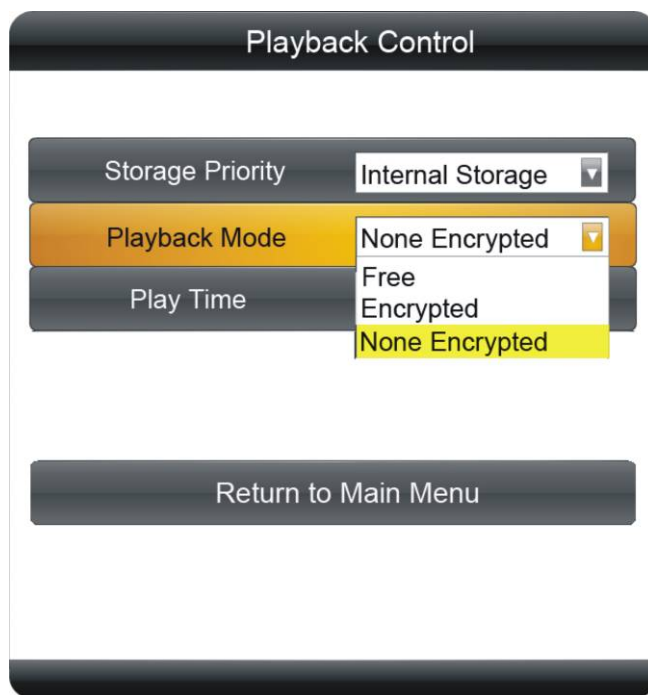 Playback Control
Storage Priority Internal Storage
Playback Mode None Encrypted
Free
Play Time
Encrypted
None Encrypted
Return to Main Menu